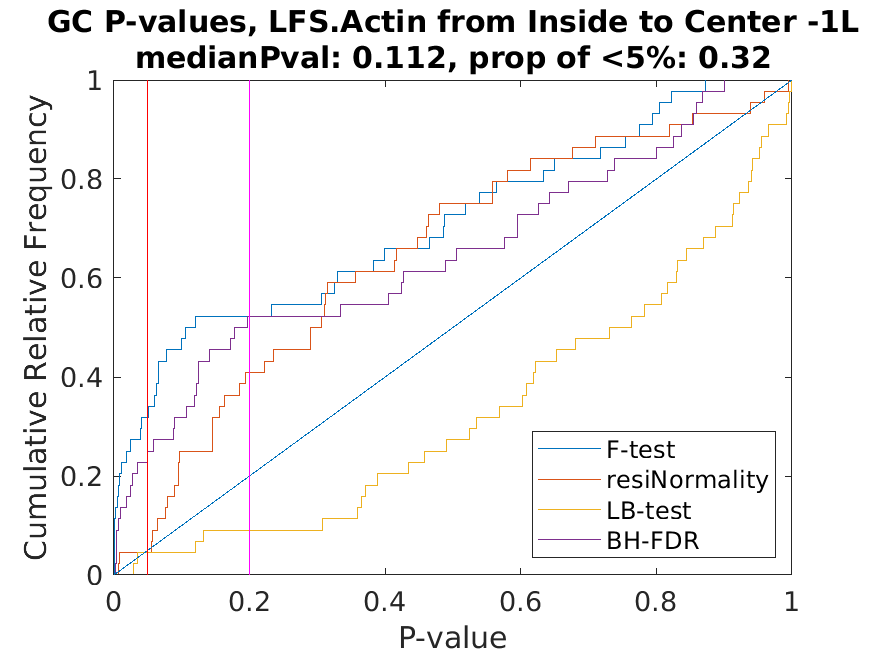 GC P-values, LFS.Actin from Inside to Center -1L
medianPval: 0.112, prop of <5%: 0.32
1
0.8
0.6
0.4
0.2
0
Cumulative Relative Frequency
F-test
resiNormality
LB-test
BH-FDR
0 0.2 0.4 0.6 0.8 1
P-value